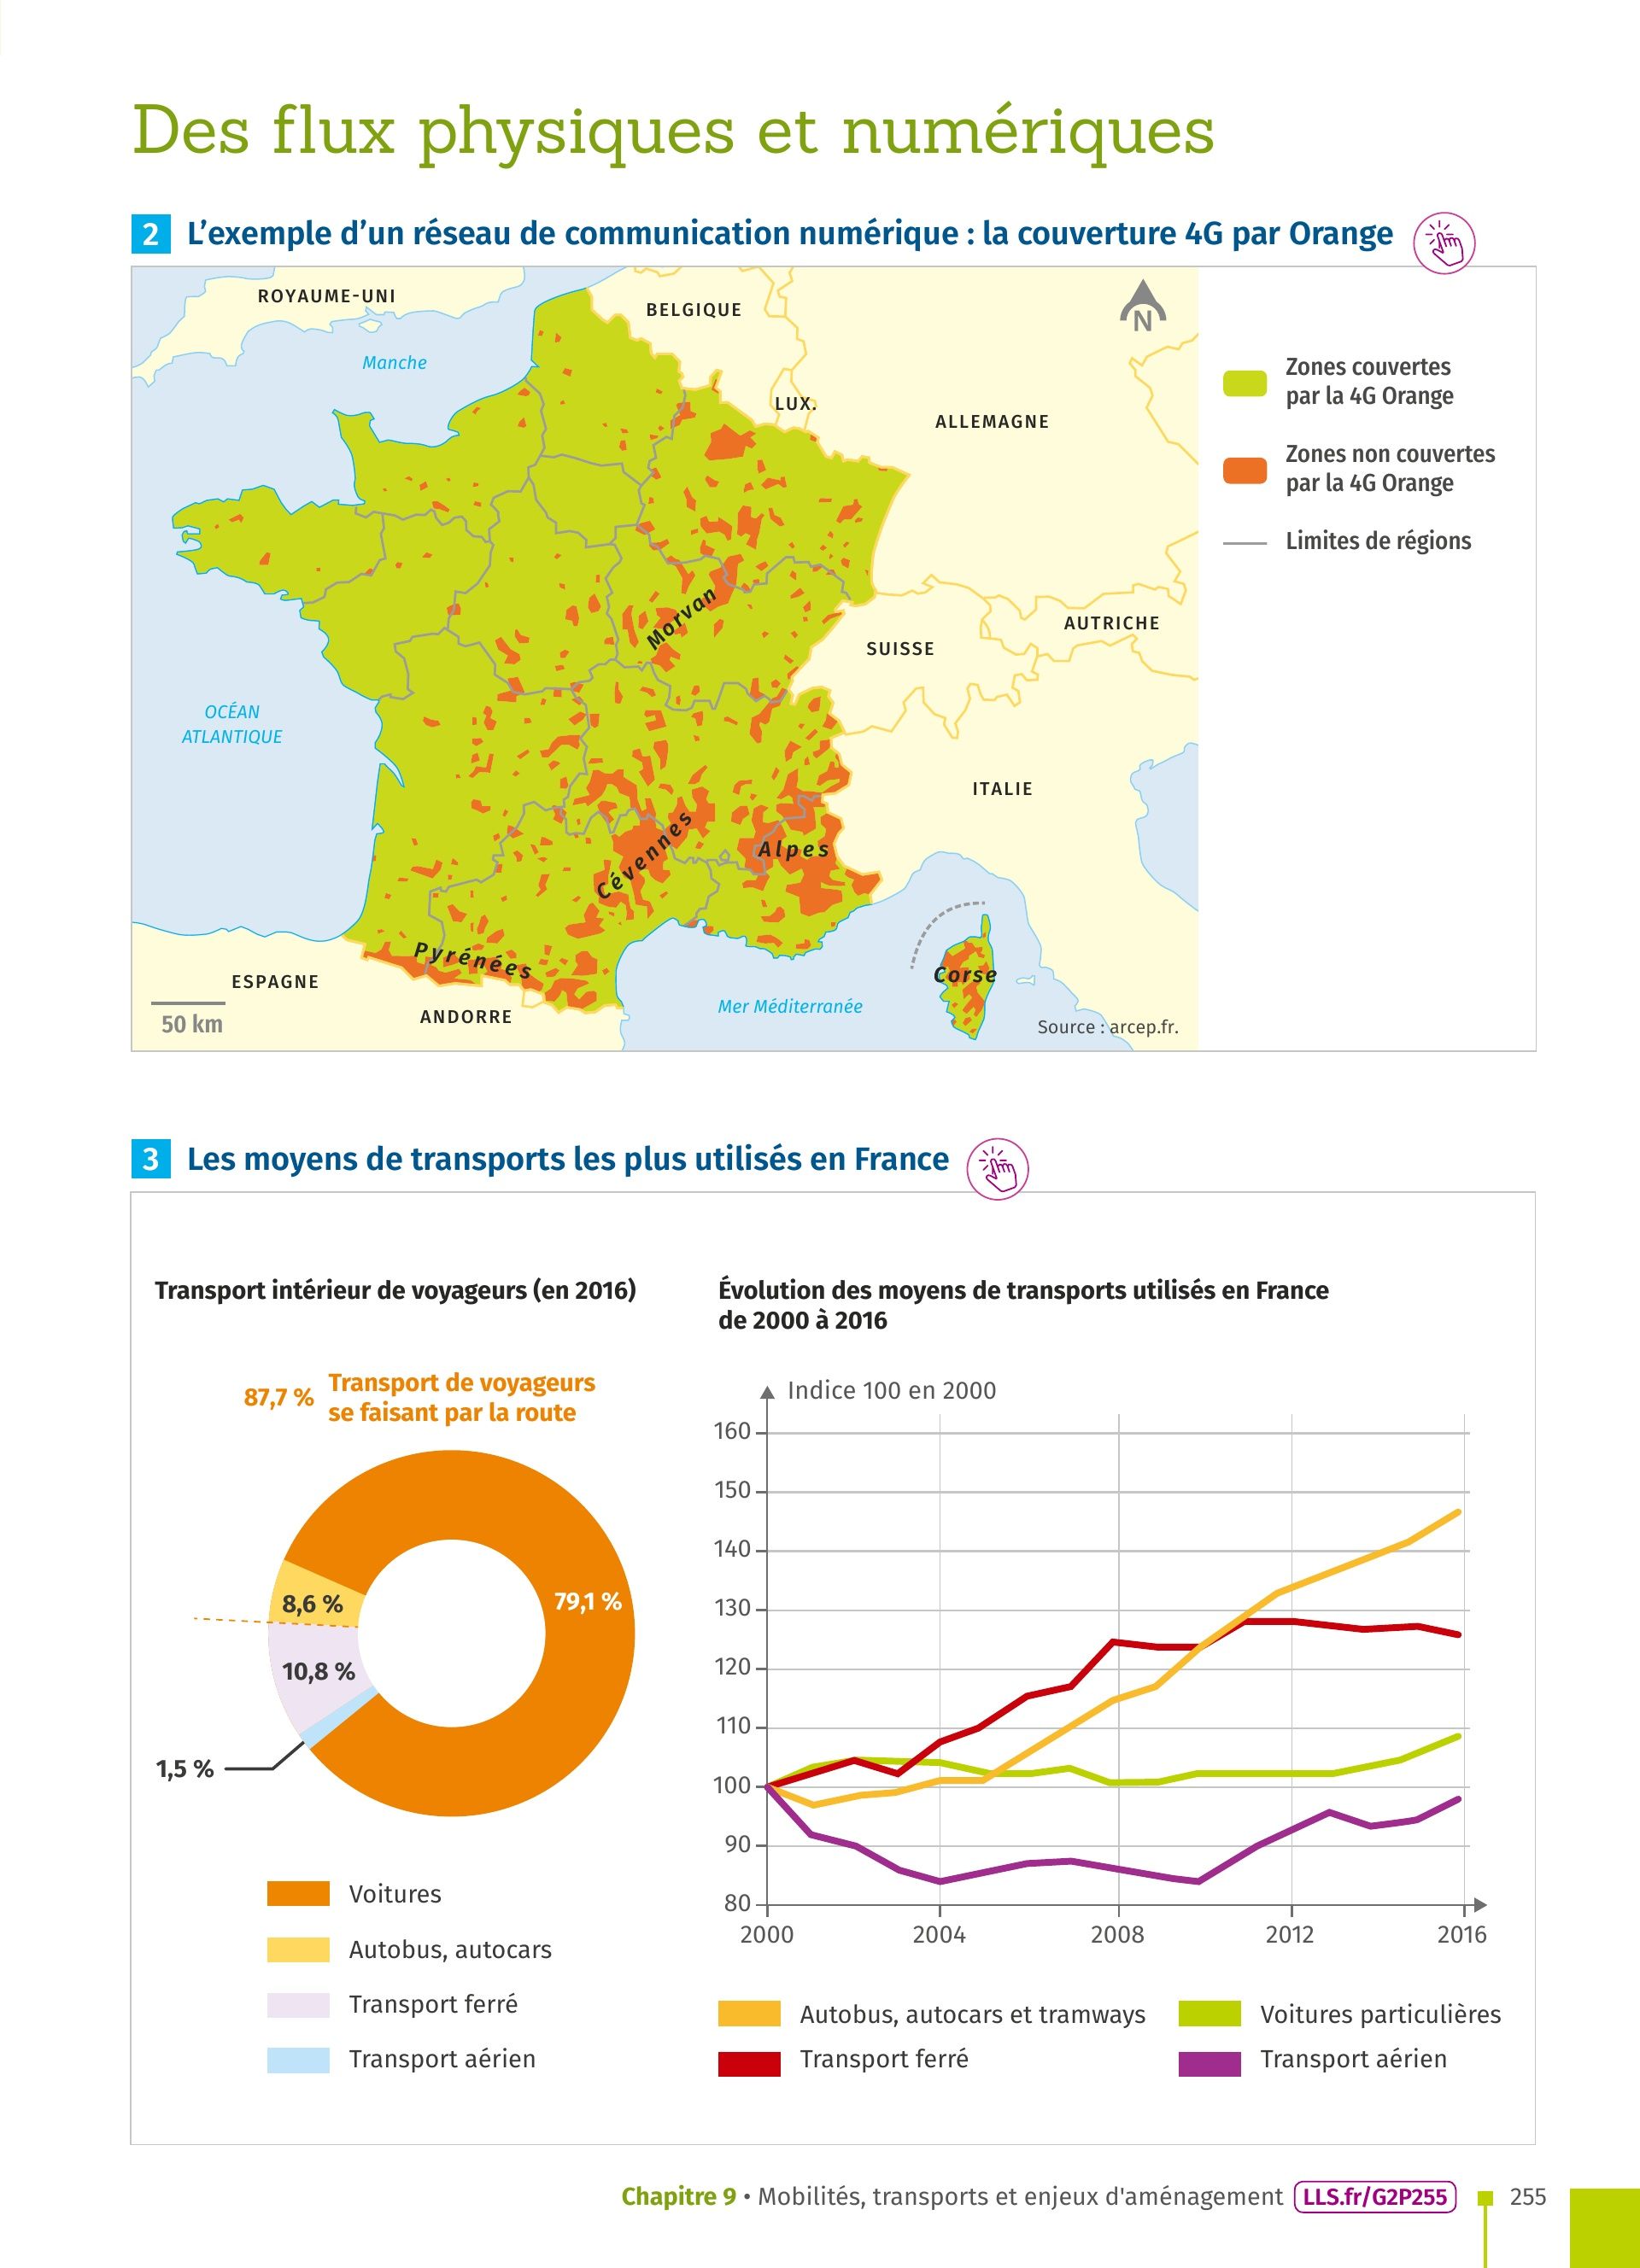 Des flux physiques et numériques
2 L'exemple d'un réseau de communication numérique : la couverture 4G par Orange
ROYAUME-UNI
BELGIQUE
N
Manche
LUX.
ALLEMAGNE
Zones couvertes
par la 4G Orange
Zones non couvertes
par la 4G Orange
Limites de régions
Morvan
SUISSE
AUTRICHE
OCÉAN
ATLANTIQUE
ITALIE
Cévennes
Alpes
Pyrénées
Corse
ESPAGNE
ANDORRE
Mer Méditerranée
50 km
Source : arcep.fr.
3 Les moyens de transports les plus utilisés en France
Transport intérieur de voyageurs (en 2016)
87,7 %
Transport de voyageurs
se faisant par la route
79,1 %
8,6 %
10,8 %
1,5 %
Voitures
Autobus, autocars
Transport ferré
Transport aérien
Évolution des moyens de transports utilisés en France
de 2000 à 2016
Indice 100 en 2000
160
150
140
130
120
110
100
90
80
2000 2004 2008 2012 2016
Autobus, autocars et tramways
Voitures particulières
Transport ferré
Transport aérien
Chapitre 9 • Mobilités, transports et enjeux d'aménagement LLS.fr/G2P255 255